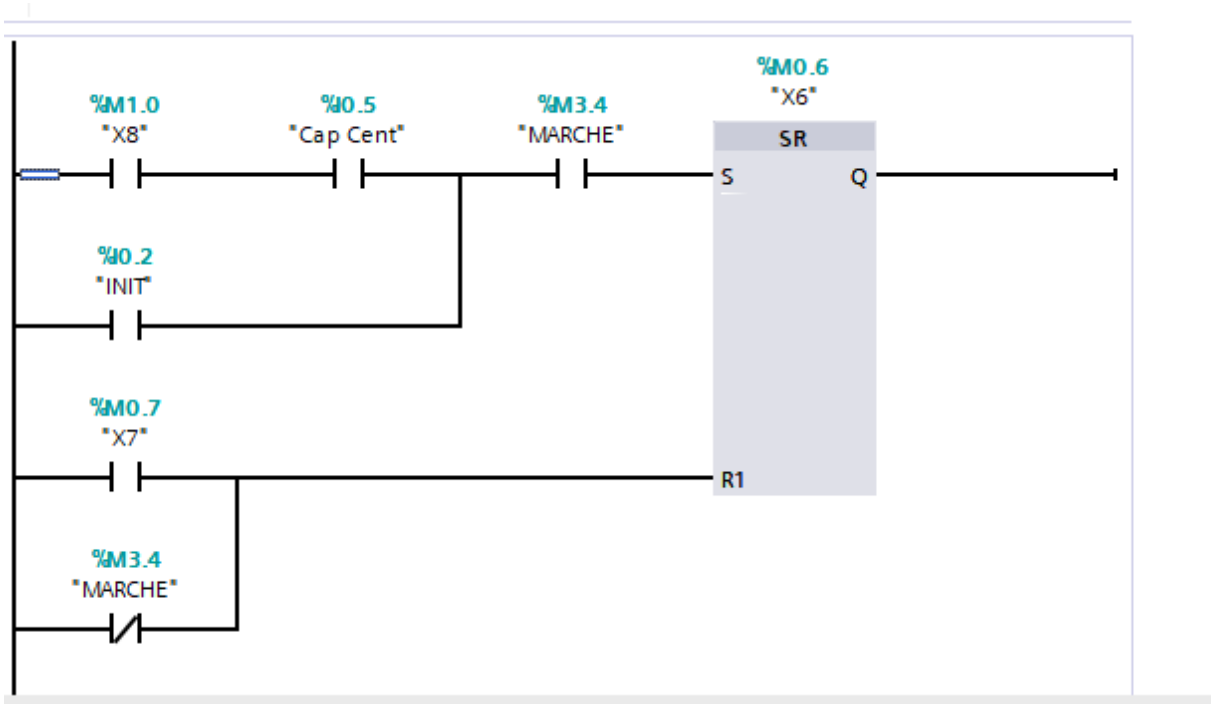 %M0.6
"X6"
%M1.0
%I0.5
%M3.4
"X8"
"Cap Cent"
"MARCHE"
SR
S
Q
%I0.2
"INIT"
%M0.7
"X7"
R1
%M3.4
"MARCHE"